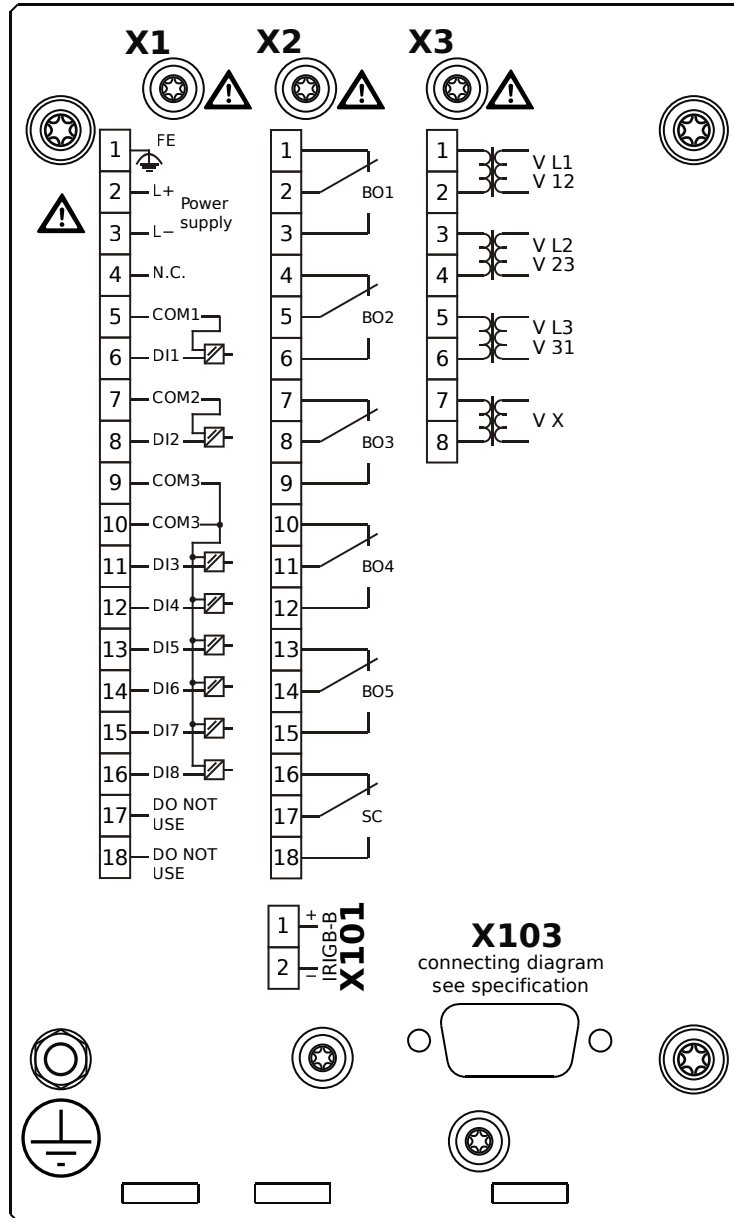 X1
X2
X3
1 FE
2 L+
Power
supply
3 L−
4 N.C.
5 COM1
6 DI1
7 COM2
8 DI2
9 COM3
10 COM3
11 DI3
12 DI4
13 DI5
14 DI6
15 DI7
16 DI8
17 DO NOT
USE
18 DO NOT
USE
1
2 BO1
3
4
5 BO2
6
7
8 BO3
9
10
11 BO4
12
13
14 BO5
15
16
17 SC
18
1 V L1
2 V 12
3 V L2
4 V 23
5 V L3
6 V 31
7
V X
8
1 +
2 −
IRIGB-B
X101
X103
connecting diagram
see specification